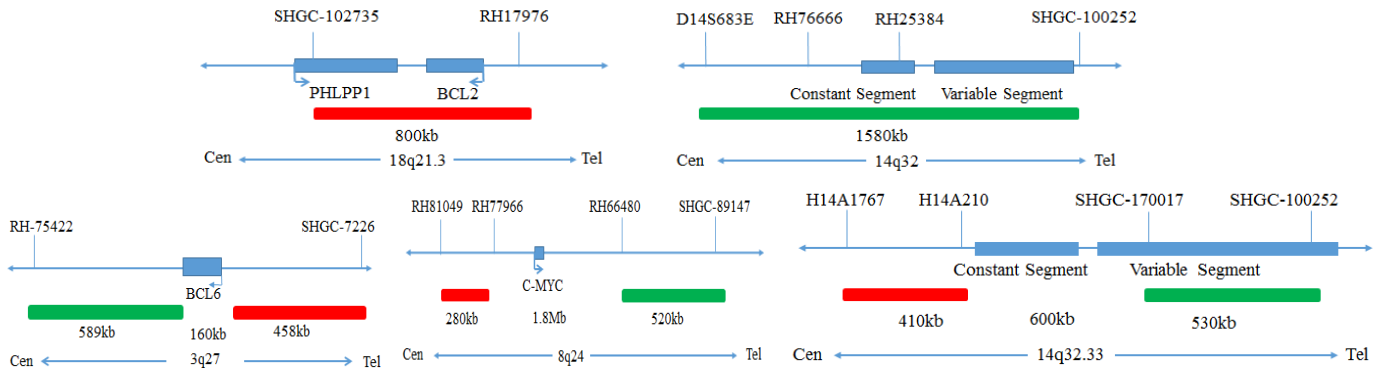 SHGC-102735 RH17976
PHLPP1 BCL2
800kb
Cen 18q21.3 Tel
D14S683E RH76666 RH25384 SHGC-100252
Constant Segment Variable Segment
1580kb
Cen 14q32 Tel
RH-75422 SHGC-7226
BCL6
589kb 160kb 458kb
Cen 3q27 Tel
RH81049 RH77966 RH66480 SHGC-89147
C-MYC
280kb 1.8Mb 520kb
Cen 8q24 Tel
H14A1767 H14A210 SHGC-170017 SHGC-100252
Constant Segment Variable Segment
410kb 600kb 530kb
Cen 14q32.33 Tel